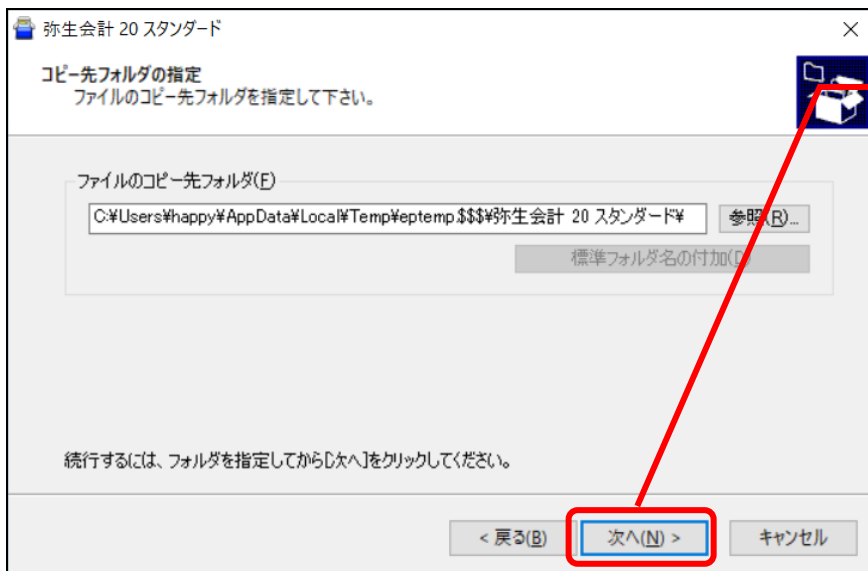 弥生会計 20 スタンダード
コピー先フォルダの指定
ファイルのコピー先フォルダを指定して下さい。
ファイルのコピー先フォルダ(F)
C:¥Users¥happy¥AppData¥Local¥Temp¥eptemp.$$$¥弥生会計 20 スタンダード¥
参照(R)...
標準フォルダ名の付加(D)
続行するには、フォルダを指定してから[次へ]をクリックしてください。
< 戻る(B) 次へ(N) > キャンセル